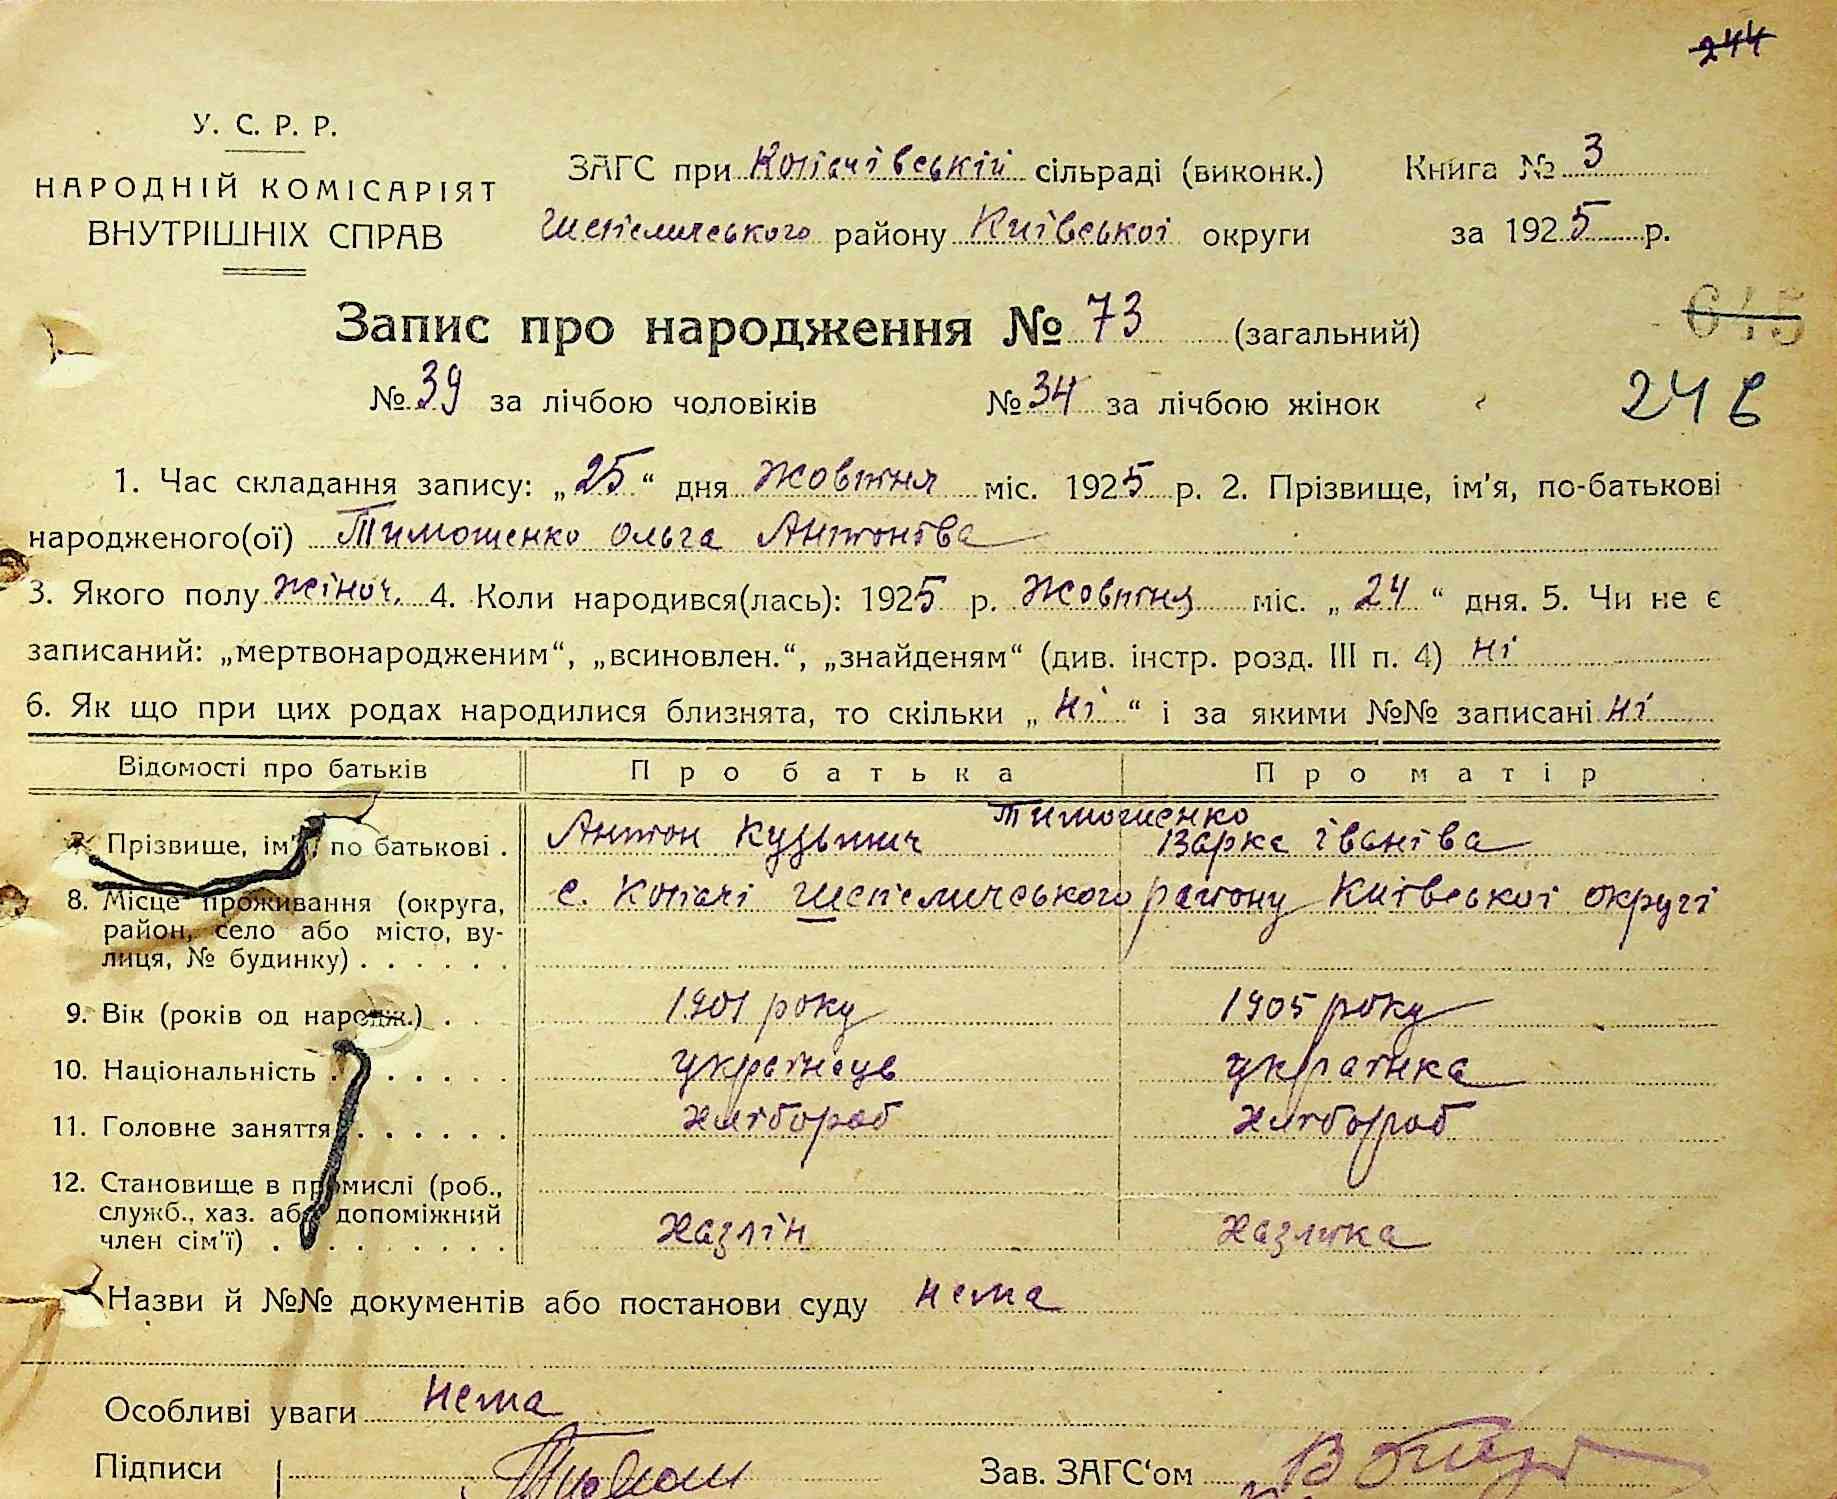 244
У. С. Р. Р.
НАРОДНІЙ КОМІСАРІЯТ
ВНУТРІШНІХ СПРАВ
ЗАГС при Копачівській сільраді (виконк.) Книга № 3
Шепеличського району Київської округи за 1925 р.
645
Запис про народження № 73 (загальний)
№ 39 за лічбою чоловіків № 34 за лічбою жінок
246
1. Час складання запису: „25“ дня Жовтня міс. 1925 р. 2. Прізвище, ім'я, по-батькові
народженого(ої) Тимошенко Ольга Антонівна
3. Якого полу жіноч. 4. Коли народився(лась): 1925 р. Жовтня міс. „24“ дня. 5. Чи не є
записаний: „мертвонародженим“, „всиновлен.“, „знайденям“ (див. інстр. розд. III п. 4) ні
6. Як що при цих родах народилися близнята, то скільки „ні“ і за якими №№ записані ні
Відомості про батьків Про батька Про матір
Тимошенко
7. Прізвище, ім'я, по батькові . Антон Кузьмич Варка Іванівна
8. Місце проживання (округа, с. Копачі Шепеличського району Київської округі
район, село або місто, ву-
лиця, № будинку) . . . . . .
9. Вік (років од народж.) . . 1901 року 1905 року
10. Національність . . . . . . українець українка
11. Головне заняття . . . . . . хлібороб хлібороб
12. Становище в промислі (роб.,
служб., хаз. або допоміжний
член сім'ї) . . . . . . . . . Хазяїн Хазяйка
Назви й №№ документів або постанови суду нема
Особливі уваги нема
Підписи Зав. ЗАГС'ом